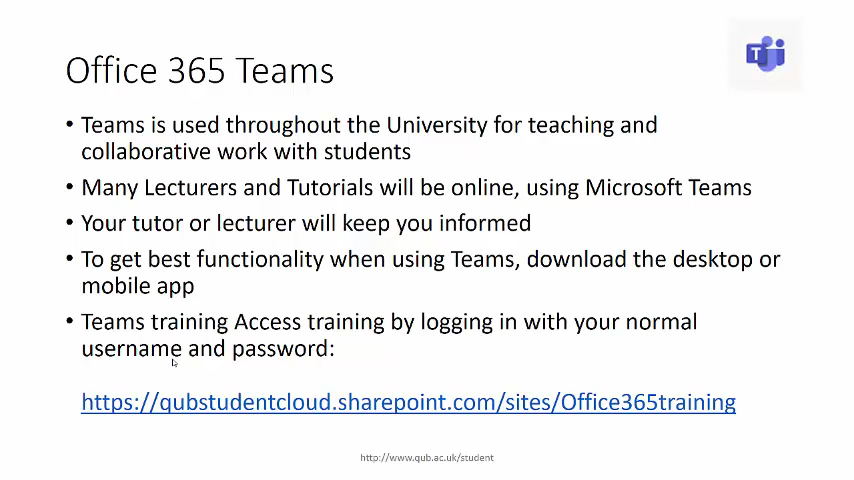 Office 365 Teams
T
• Teams is used throughout the University for teaching and
collaborative work with students
• Many Lecturers and Tutorials will be online, using Microsoft Teams
• Your tutor or lecturer will keep you informed
• To get best functionality when using Teams, download the desktop or
mobile app
• Teams training Access training by logging in with your normal
username and password:
https://qubstudentcloud.sharepoint.com/sites/Office365training
http://www.qub.ac.uk/student